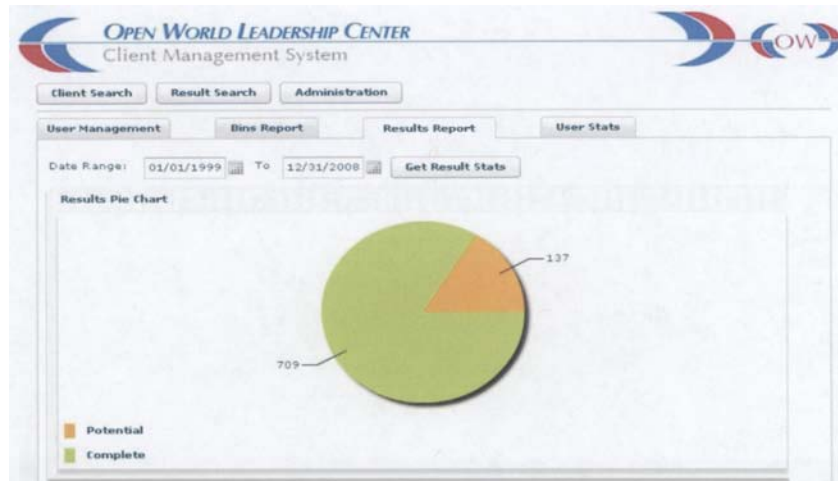 OPEN WORLD LEADERSHIP CENTER
Client Management System
OW
Client Search Result Search Administration
User Management Bins Report Results Report User Stats
Date Range: 01/01/1999 To 12/31/2008 Get Result Stats
Results Pie Chart
137
709
Potential
Complete